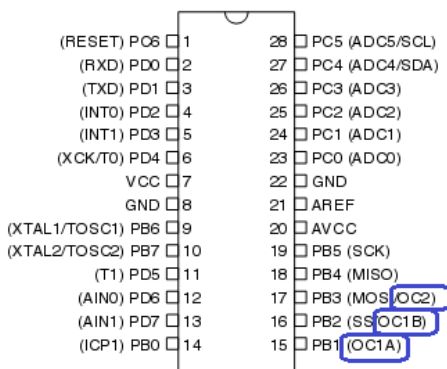 (RESET) PC6 1 28 PC5 (ADC5/SCL)
(RXD) PD0 2 27 PC4 (ADC4/SDA)
(TXD) PD1 3 26 PC3 (ADC3)
(INT0) PD2 4 25 PC2 (ADC2)
(INT1) PD3 5 24 PC1 (ADC1)
(XCK/T0) PD4 6 23 PC0 (ADC0)
VCC 7 22 GND
GND 8 21 AREF
(XTAL1/TOSC1) PB6 9 20 AVCC
(XTAL2/TOSC2) PB7 10 19 PB5 (SCK)
(T1) PD5 11 18 PB4 (MISO)
(AIN0) PD6 12 17 PB3 (MOSI/OC2)
(AIN1) PD7 13 16 PB2 (SS/OC1B)
(ICP1) PB0 14 15 PB1 (OC1A)